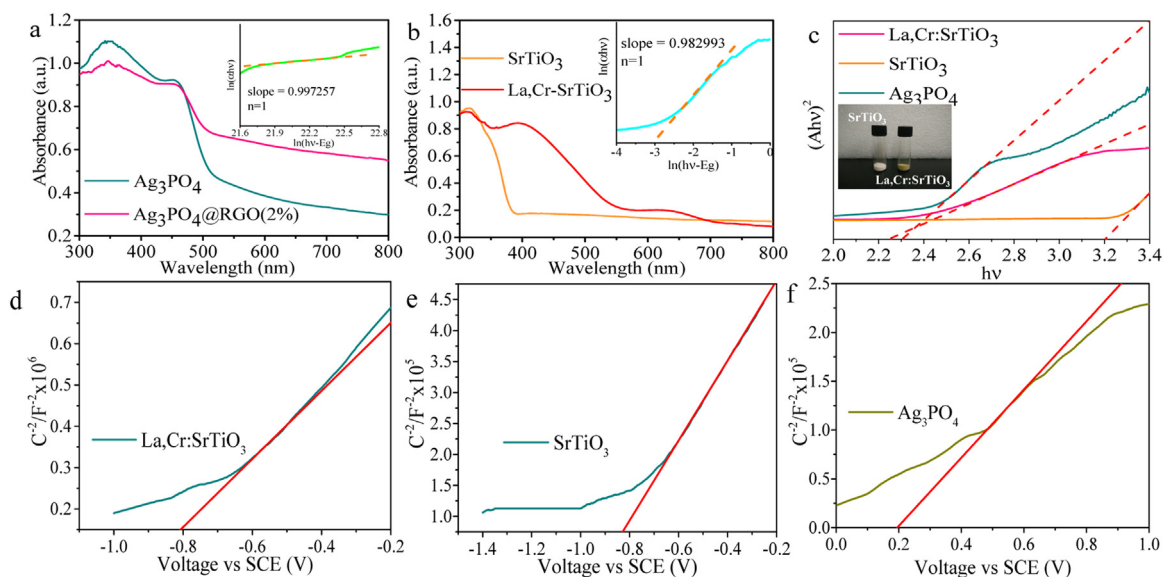 a
Absorbance (a.u.)
1.2
1.0
0.8
0.6
0.4
0.2
300 400 500 600 700 800
Wavelength (nm)
Ag₃PO₄
Ag₃PO₄@RGO(2%)
ln(αhν)
slope = 0.997257
n=1
21.6 21.9 22.2 22.5 22.8
ln(hν-Eg)
b
Absorbance (a.u.)
1.6
1.4
1.2
1.0
0.8
0.6
0.4
0.2
0.0
300 400 500 600 700 800
Wavelength (nm)
SrTiO₃
La,Cr-SrTiO₃
ln(αhν)
slope = 0.982993
n=1
-4 -3 -2 -1 0
ln(hν-Eg)
c
(Ahν)²
La,Cr:SrTiO₃
SrTiO₃
Ag₃PO₄
SrTiO₃
La,Cr:SrTiO₃
2.0 2.2 2.4 2.6 2.8 3.0 3.2 3.4
hν
d
C⁻²/F⁻²x10⁶
0.7
0.6
0.5
0.4
0.3
0.2
La,Cr:SrTiO₃
-1.0 -0.8 -0.6 -0.4 -0.2
Voltage vs SCE (V)
e
C⁻²/F⁻²x10⁵
4.5
4.0
3.5
3.0
2.5
2.0
1.5
1.0
SrTiO₃
-1.4 -1.2 -1.0 -0.8 -0.6 -0.4 -0.2
Voltage vs SCE (V)
f
C⁻²/F⁻²x10⁵
2.5
2.0
1.5
1.0
0.5
0.0
Ag₃PO₄
0.0 0.2 0.4 0.6 0.8 1.0
Voltage vs SCE (V)